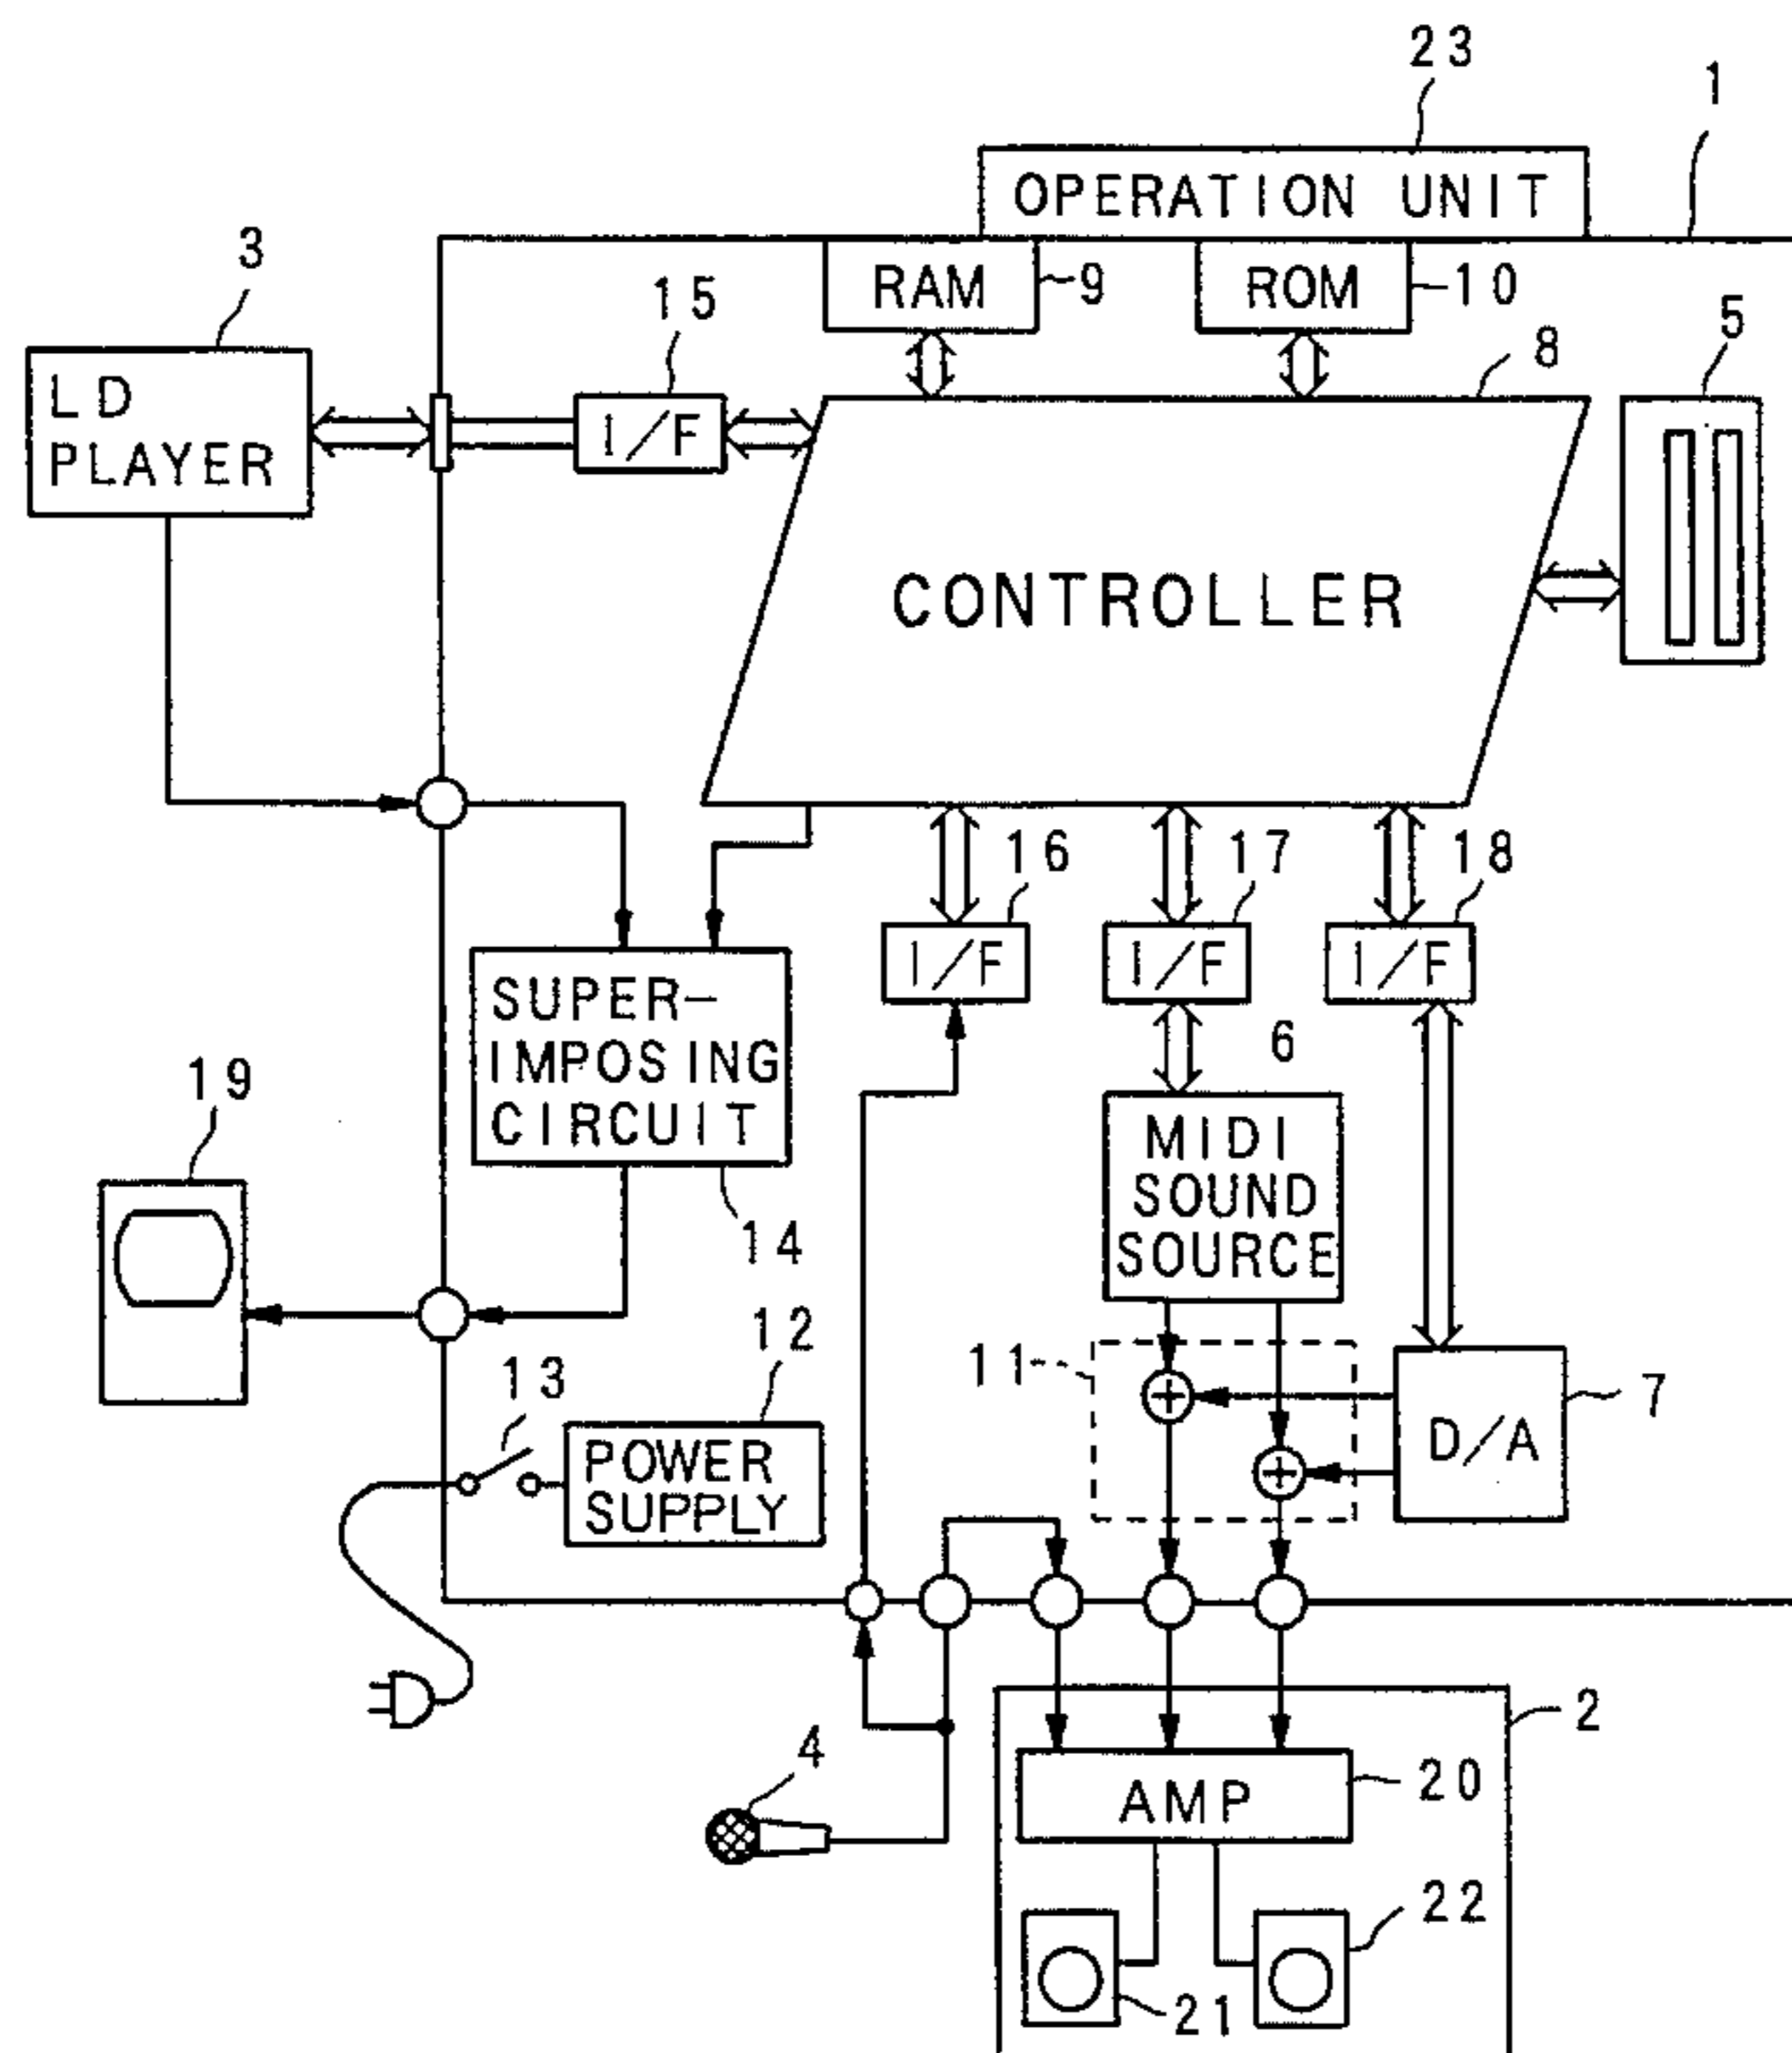 23
1
OPERATION UNIT
3
RAM
9
ROM
10
15
5
8
LD
PLAYER
I/F
CONTROLLER
16
17
18
I/F
I/F
I/F
SUPER-
IMPOSING
CIRCUIT
6
19
MIDI
SOUND
SOURCE
14
12
11
13
7
D/A
POWER
SUPPLY
2
4
20
AMP
22
21